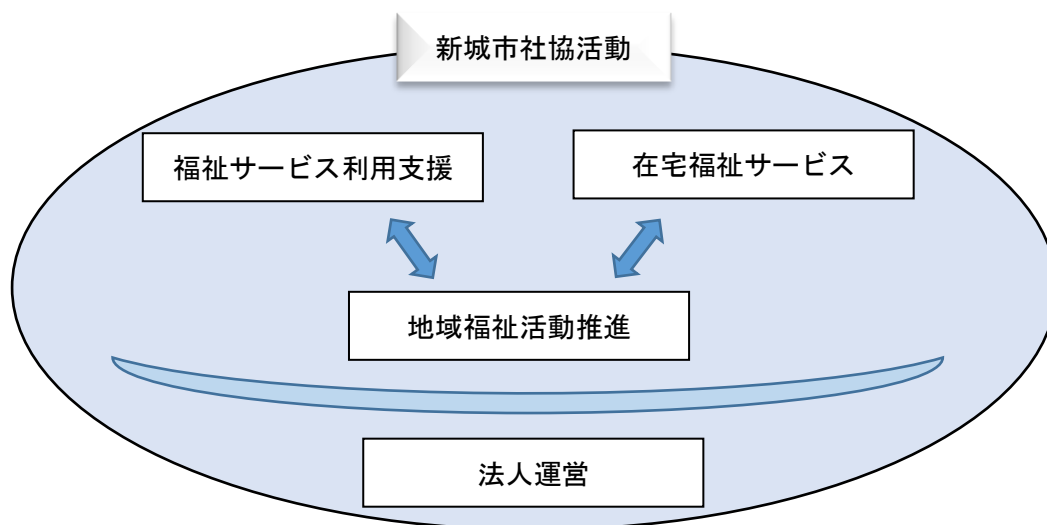 新城市社協活動
福祉サービス利用支援
在宅福祉サービス
地域福祉活動推進
法人運営